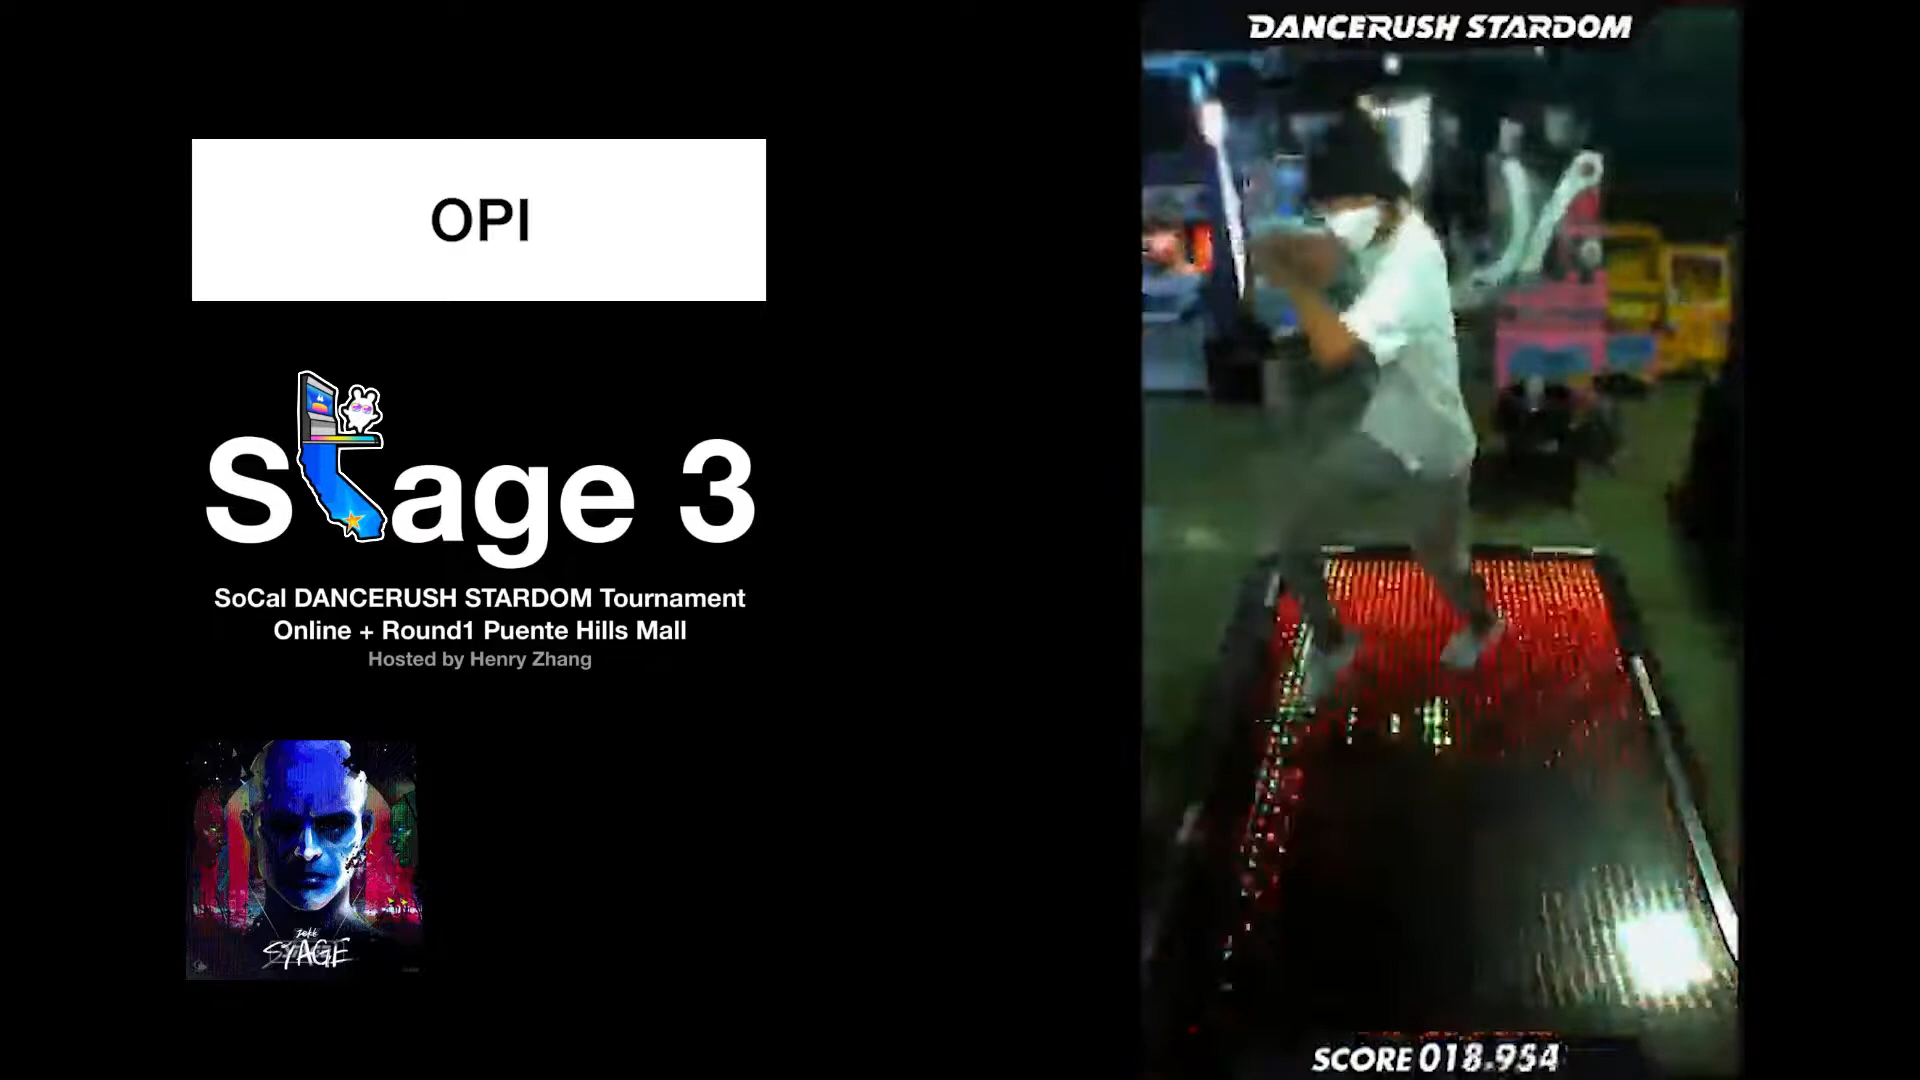 DANCERUSH STARDOM
OPI
Stage 3
SoCal DANCERUSH STARDOM Tournament
Online + Round1 Puente Hills Mall
Hosted by Henry Zhang
zekk
SCORE 018.954